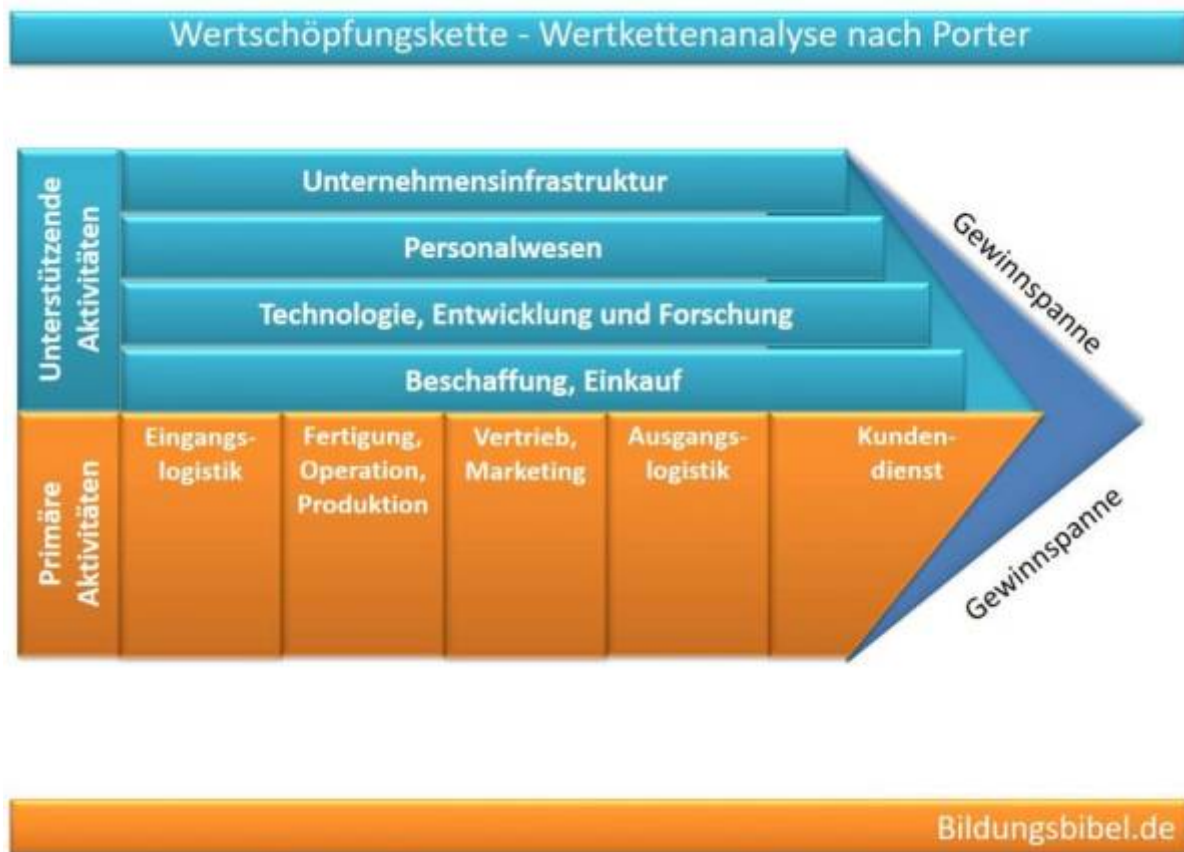 Wertschöpfungskette - Wertkettenanalyse nach Porter
Unterstützende
Aktivitäten
Unternehmensinfrastruktur
Personalwesen
Technologie, Entwicklung und Forschung
Beschaffung, Einkauf
Gewinnspanne
Primäre
Aktivitäten
Eingangs-
logistik
Fertigung,
Operation,
Produktion
Vertrieb,
Marketing
Ausgangs-
logistik
Kunden-
dienst
Gewinnspanne
Bildungsbibel.de